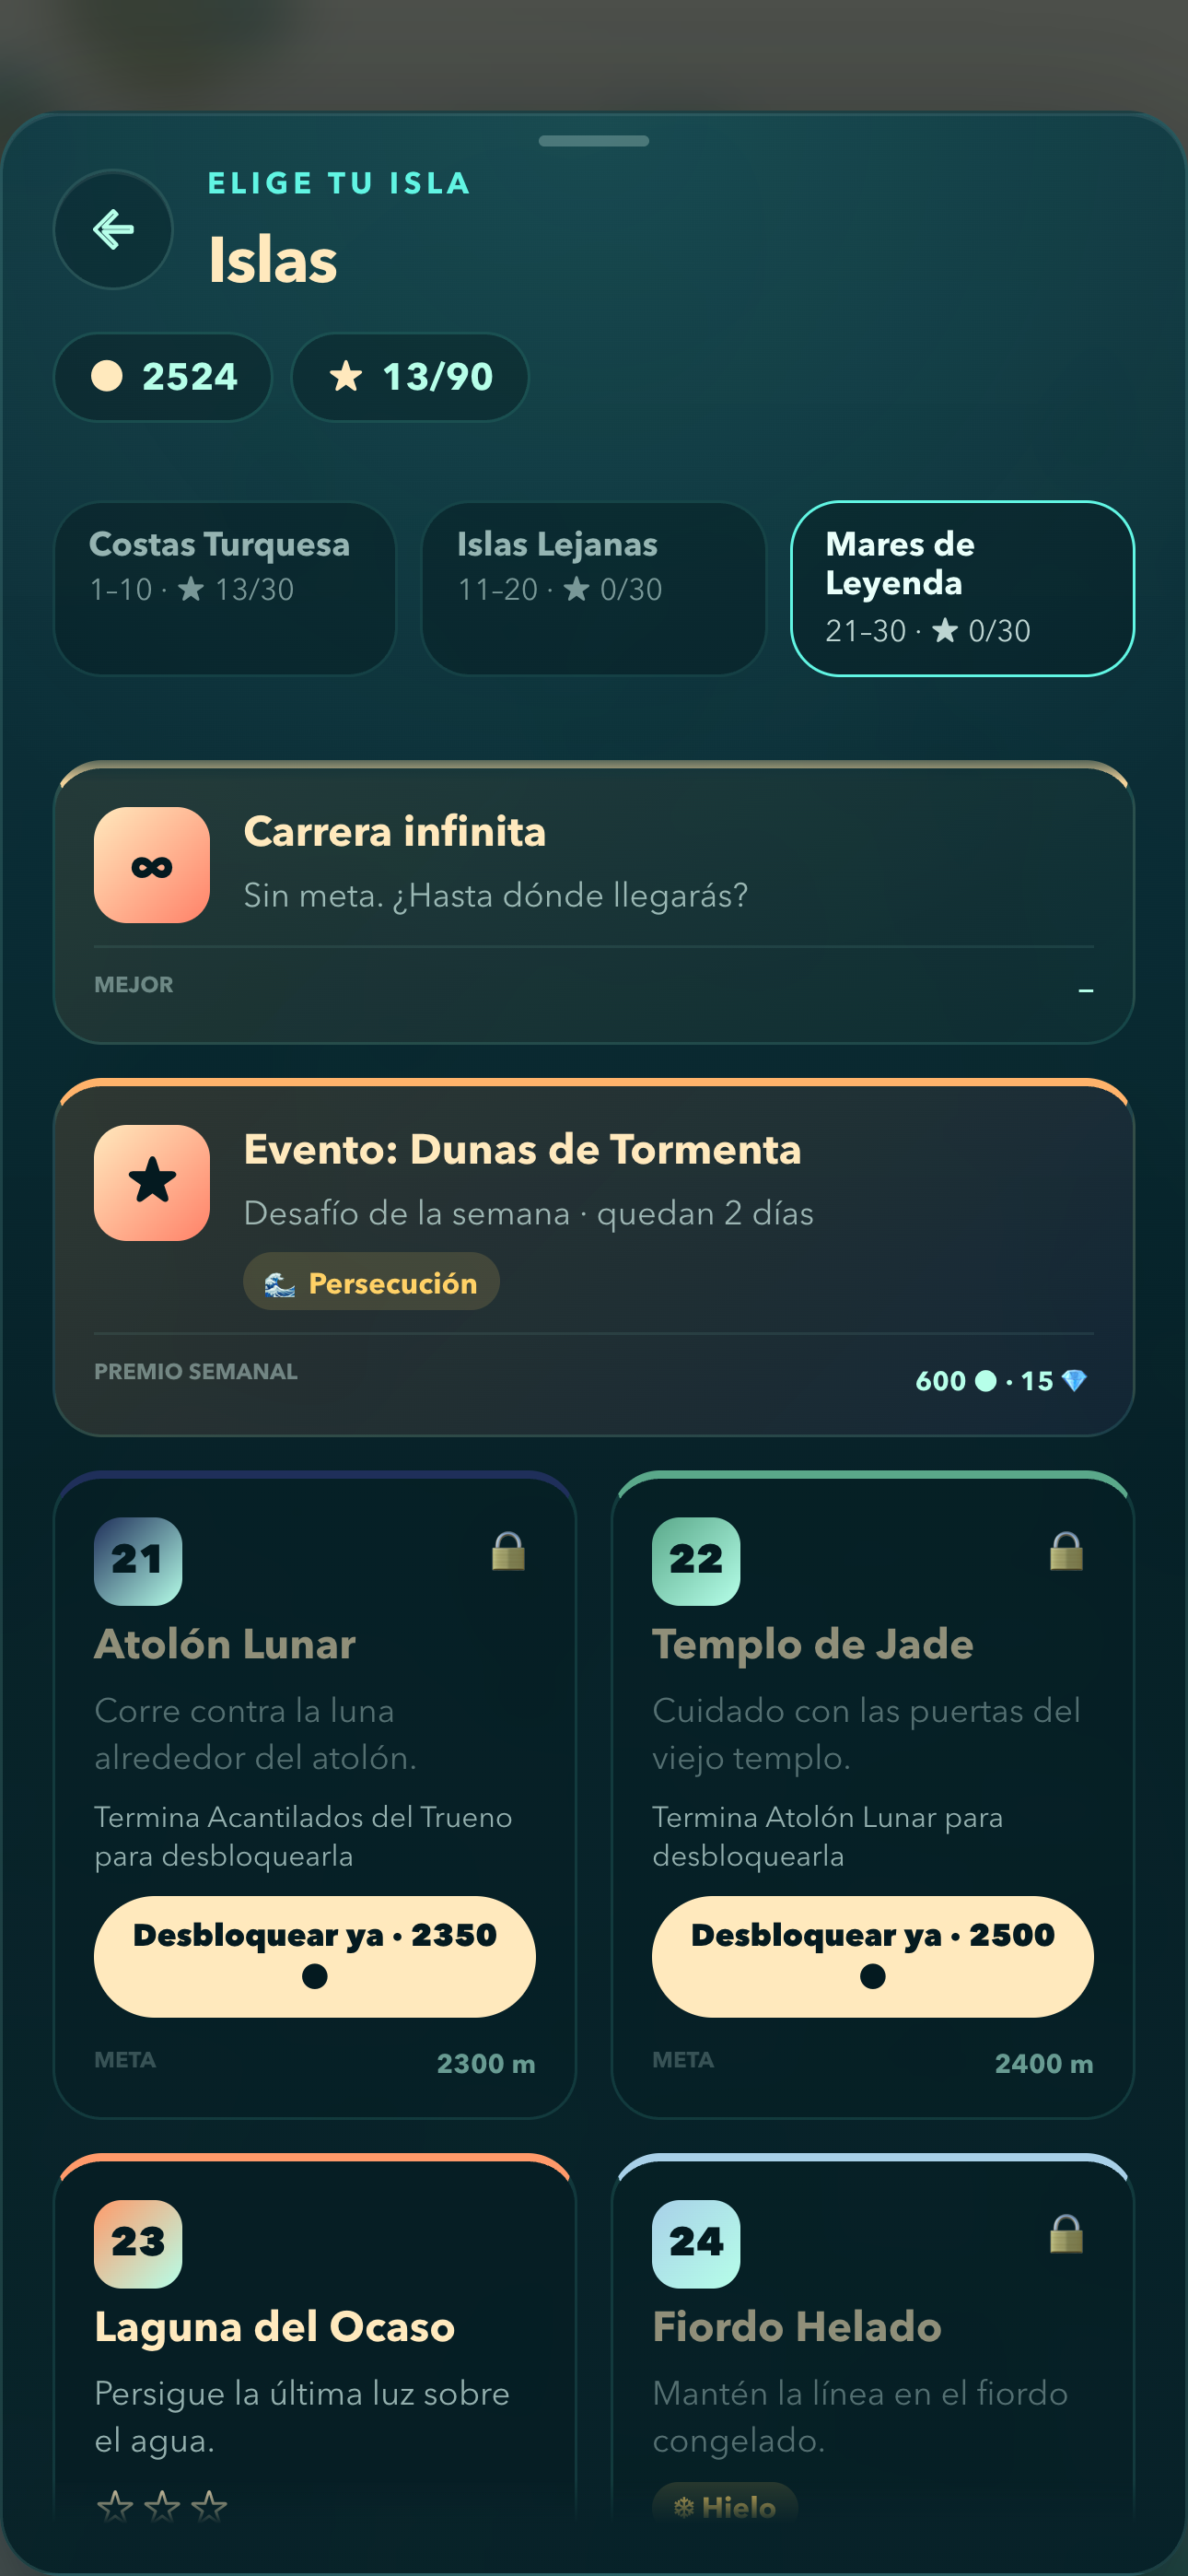 ELIGE TU ISLA
Islas
2524
★ 13/90
Costas Turquesa
1–10 · ★ 13/30
Islas Lejanas
11–20 · ★ 0/30
Mares de
Leyenda
21–30 · ★ 0/30
∞
Carrera infinita
Sin meta. ¿Hasta dónde llegarás?
MEJOR
–
Evento: Dunas de Tormenta
Desafío de la semana · quedan 2 días
🌊 Persecución
PREMIO SEMANAL
600 ● · 15 💎
21
Atolón Lunar
Corre contra la luna
alrededor del atolón.
Termina Acantilados del Trueno
para desbloquearla
Desbloquear ya · 2350
●
META
2300 m
22
Templo de Jade
Cuidado con las puertas del
viejo templo.
Termina Atolón Lunar para
desbloquearla
Desbloquear ya · 2500
●
META
2400 m
23
Laguna del Ocaso
Persigue la última luz sobre
el agua.
☆☆☆
24
Fiordo Helado
Mantén la línea en el fiordo
congelado.
❄ Hielo